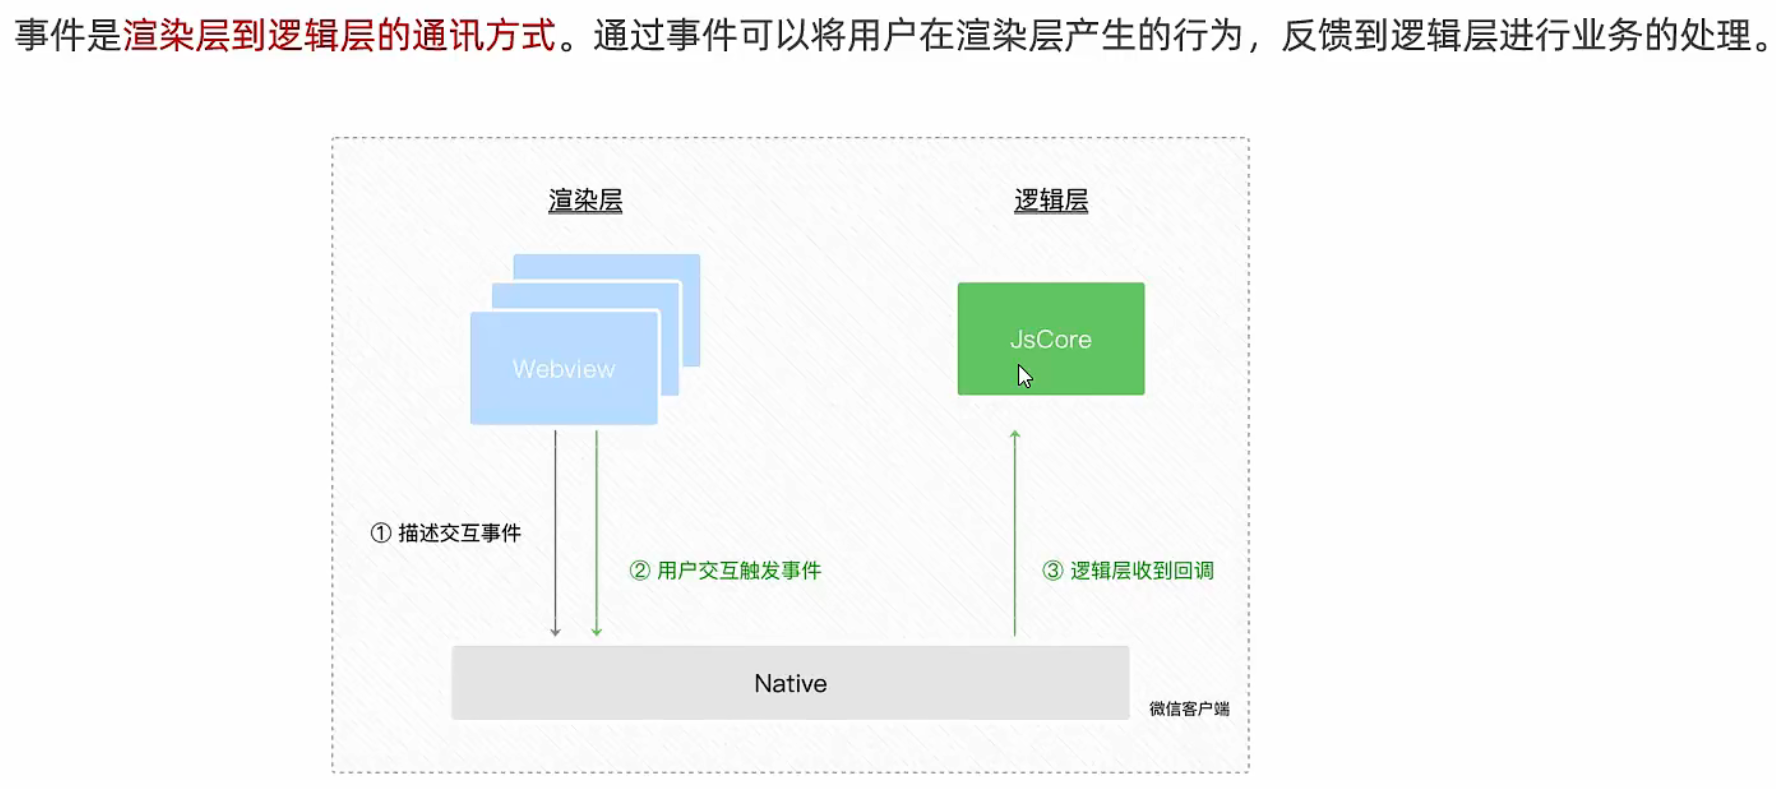 事件是渲染层到逻辑层的通讯方式。通过事件可以将用户在渲染层产生的行为，反馈到逻辑层进行业务的处理。
渲染层
逻辑层
Webview
JsCore
① 描述交互事件
② 用户交互触发事件
③ 逻辑层收到回调
Native
微信客户端